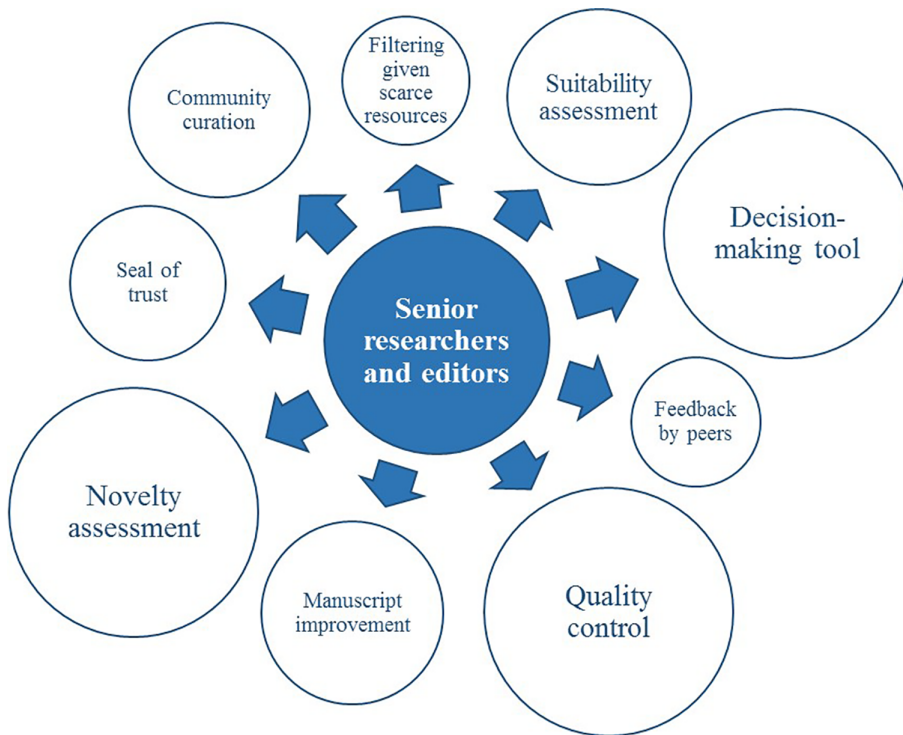 Filtering
given
scarce
resources
Suitability
assessment
Community
curation
Decision-
making tool
Seal of
trust
Senior
researchers
and editors
Feedback
by peers
Novelty
assessment
Manuscript
improvement
Quality
control